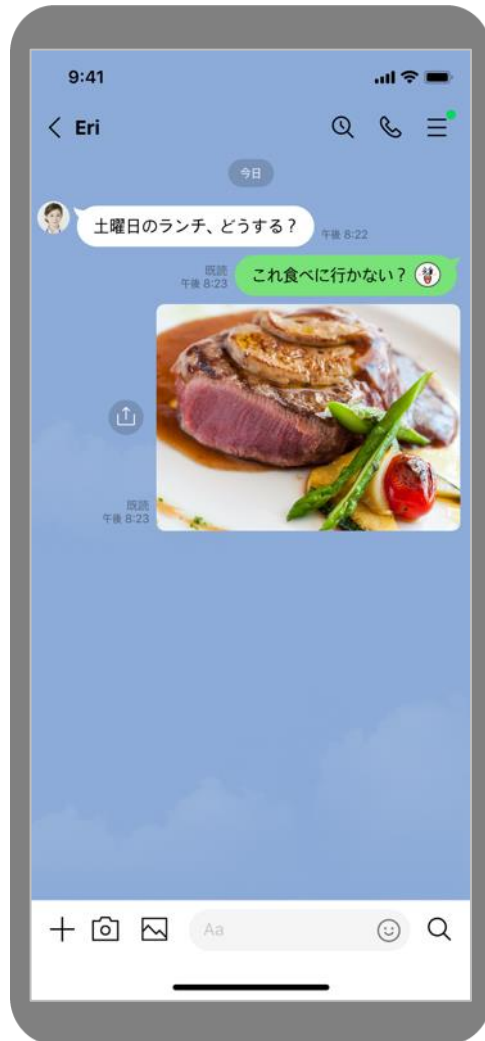 9:41
Eri
今日
土曜日のランチ、どうする？
午後 8:22
これ食べに行かない？
既読
午後 8:23
既読
午後 8:23
Aa